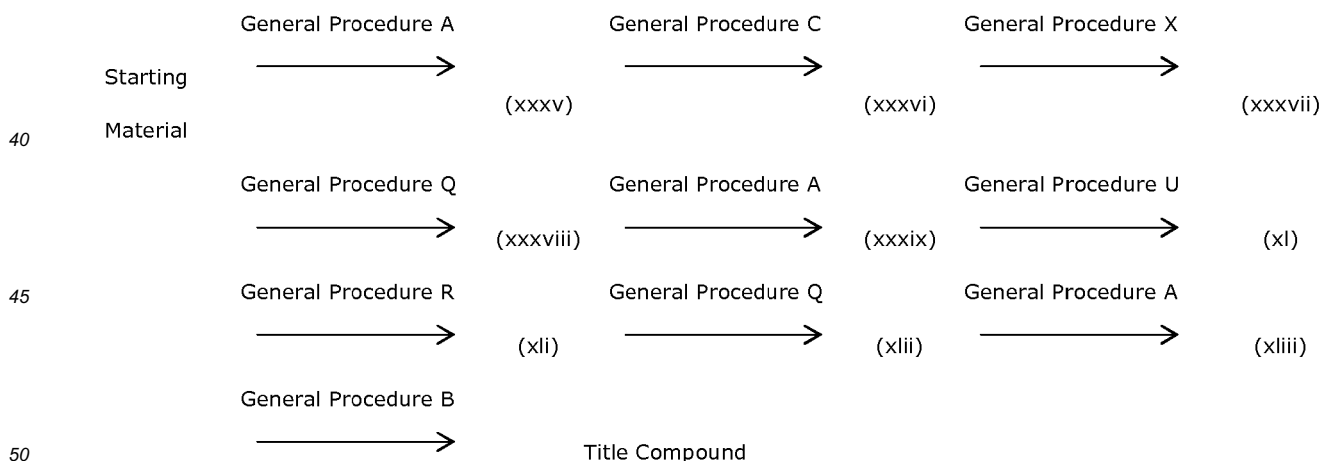 General Procedure A General Procedure C General Procedure X
Starting
(xxxv) (xxxvi) (xxxvii)
40 Material
General Procedure Q General Procedure A General Procedure U
(xxxviii) (xxxix) (xl)
45 General Procedure R General Procedure Q General Procedure A
(xli) (xlii) (xliii)
General Procedure B
50 Title Compound